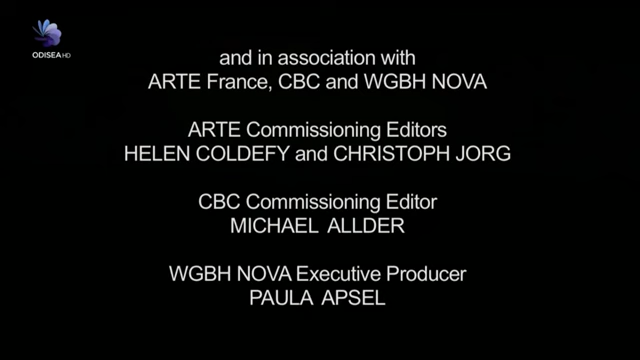 ODISEA HD
and in association with
ARTE France, CBC and WGBH NOVA
ARTE Commissioning Editors
HELEN COLDEFY and CHRISTOPH JORG
CBC Commissioning Editor
MICHAEL ALLDER
WGBH NOVA Executive Producer
PAULA APSEL